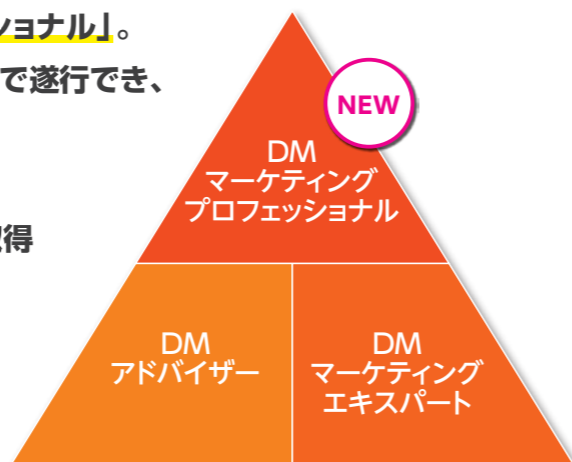 ショナル」。
で遂行でき、
得
NEW
DM
マーケティング
プロフェッショナル
DM
アドバイザー
DM
マーケティング
エキスパート